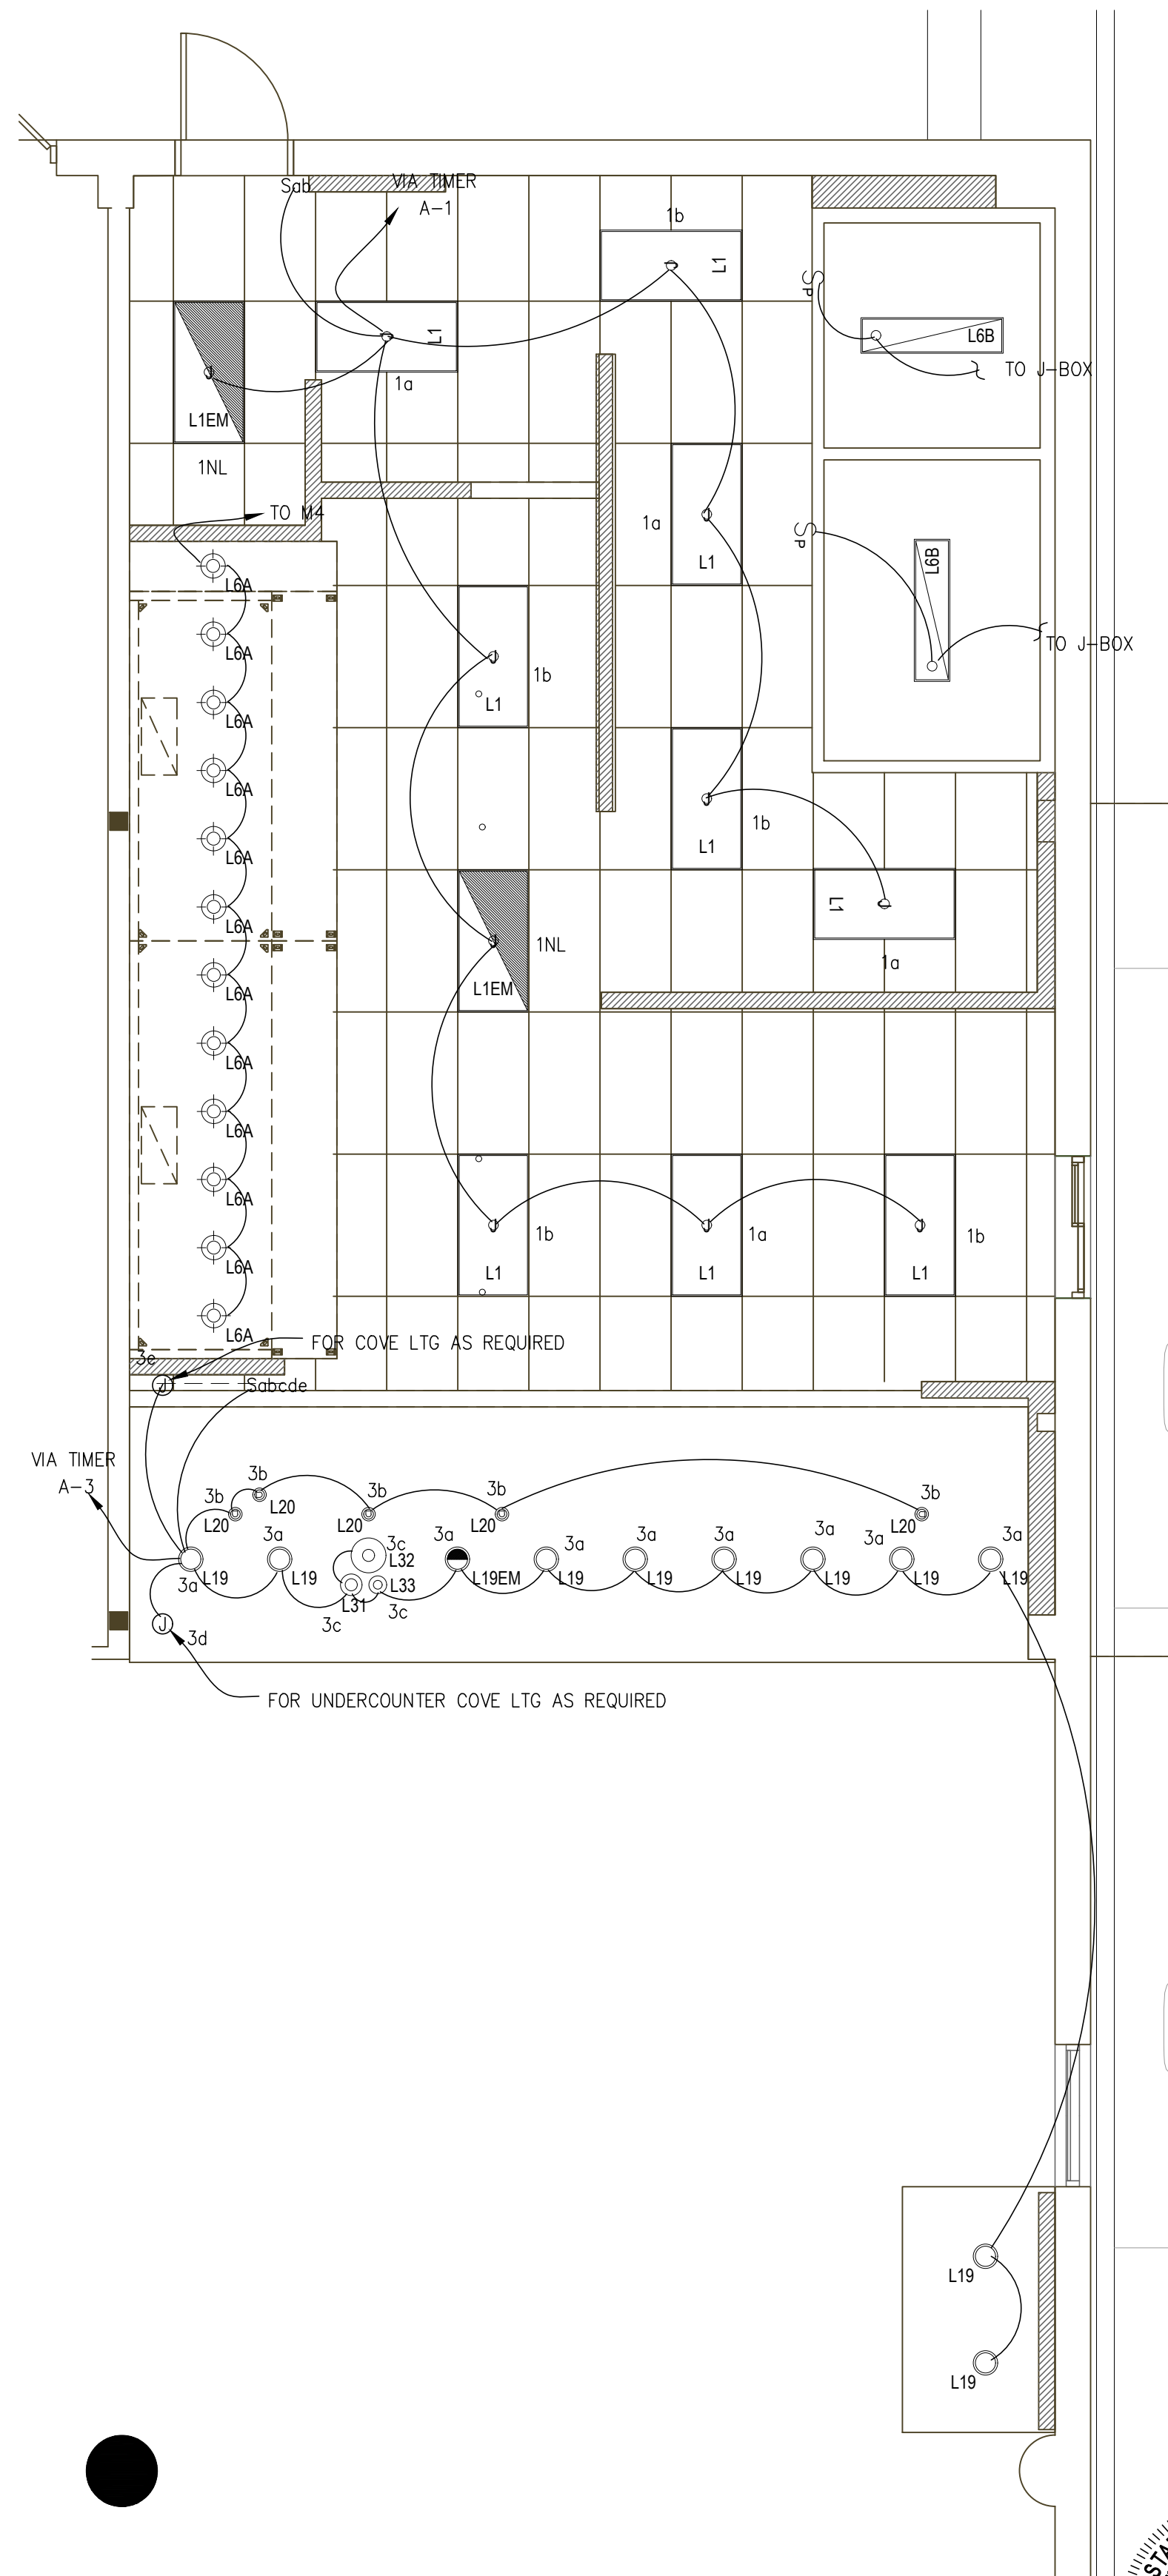 Sab
VIA TIMER
A-1
1b
L1
SP
L6B
TO J-BOX
L1
1a
L1EM
1NL
TO M4
1a
L1
SP
L6B
TO J-BOX
L6A
L6A
L6A
L6A
L6A
L6A
L6A
L6A
L6A
L6A
L6A
L6A
1b
L1
1b
L1
L1
1a
1NL
L1EM
1b
L1
1a
L1
1b
L1
3e
J
FOR COVE LTG AS REQUIRED
Sabcde
VIA TIMER
A-3
3b
L20
3b
L20
3b
L20
3b
L20
3b
L20
3a
L19
3a
L19
3c
L32
L31
3c
L33
3c
3a
L19EM
3a
L19
3a
L19
3a
L19
3a
L19
3a
L19
3a
L19
J
3d
FOR UNDERCOUNTER COVE LTG AS REQUIRED
L19
L19
STA